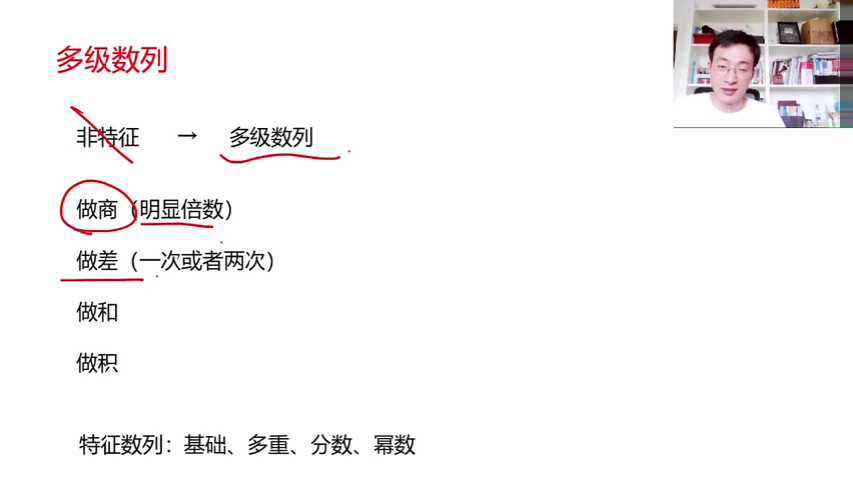 多级数列
非特征 → 多级数列
做商（明显倍数）
做差（一次或者两次）
做和
做积
特征数列：基础、多重、分数、幂数